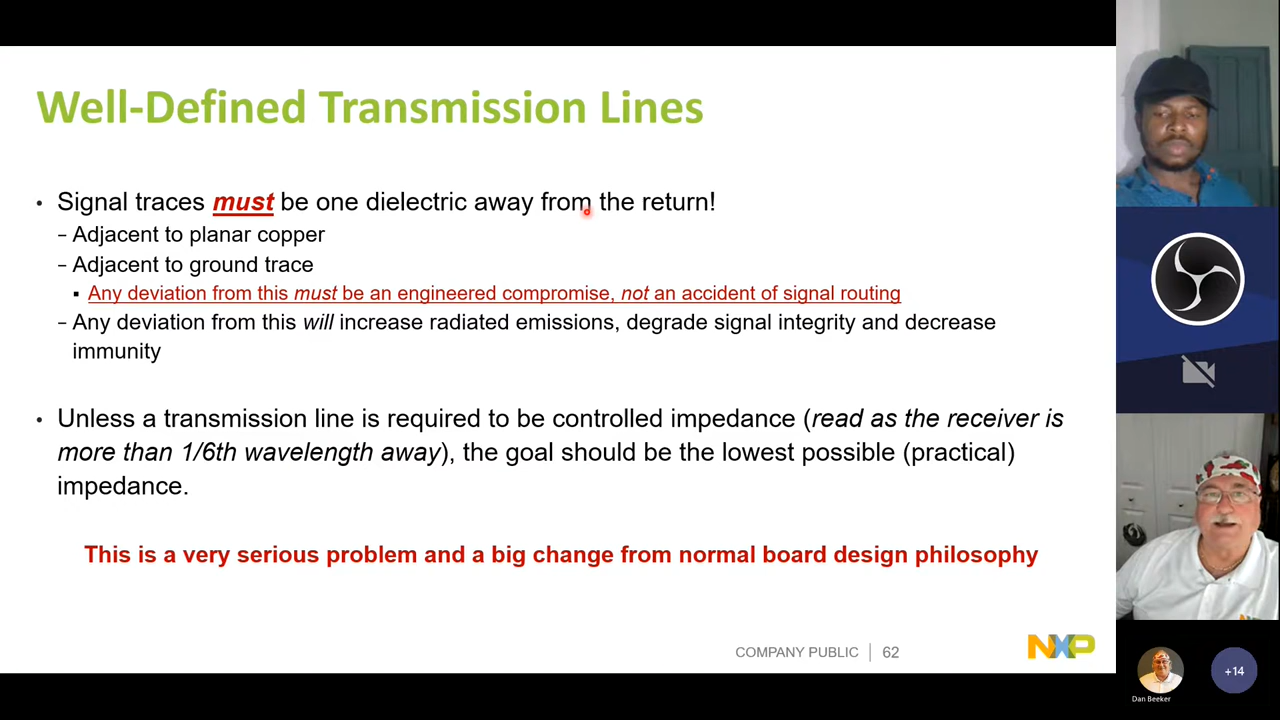 Well-Defined Transmission Lines
• Signal traces must be one dielectric away from the return!
– Adjacent to planar copper
– Adjacent to ground trace
▪ Any deviation from this must be an engineered compromise, not an accident of signal routing
– Any deviation from this will increase radiated emissions, degrade signal integrity and decrease
immunity
• Unless a transmission line is required to be controlled impedance (read as the receiver is
more than 1/6th wavelength away), the goal should be the lowest possible (practical)
impedance.
This is a very serious problem and a big change from normal board design philosophy
COMPANY PUBLIC | 62
NXP
Dan Beeker
+14